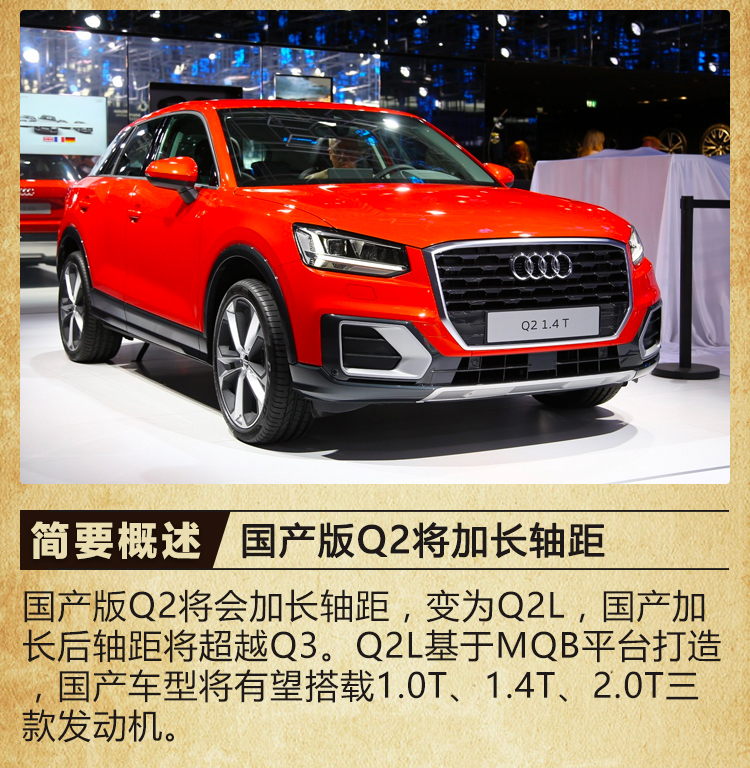 Q2 1.4 T
简要概述
国产版Q2将加长轴距
国产版Q2将会加长轴距，变为Q2L，国产加
长后轴距将超越Q3。Q2L基于MQB平台打造
，国产车型将有望搭载1.0T、1.4T、2.0T三
款发动机。